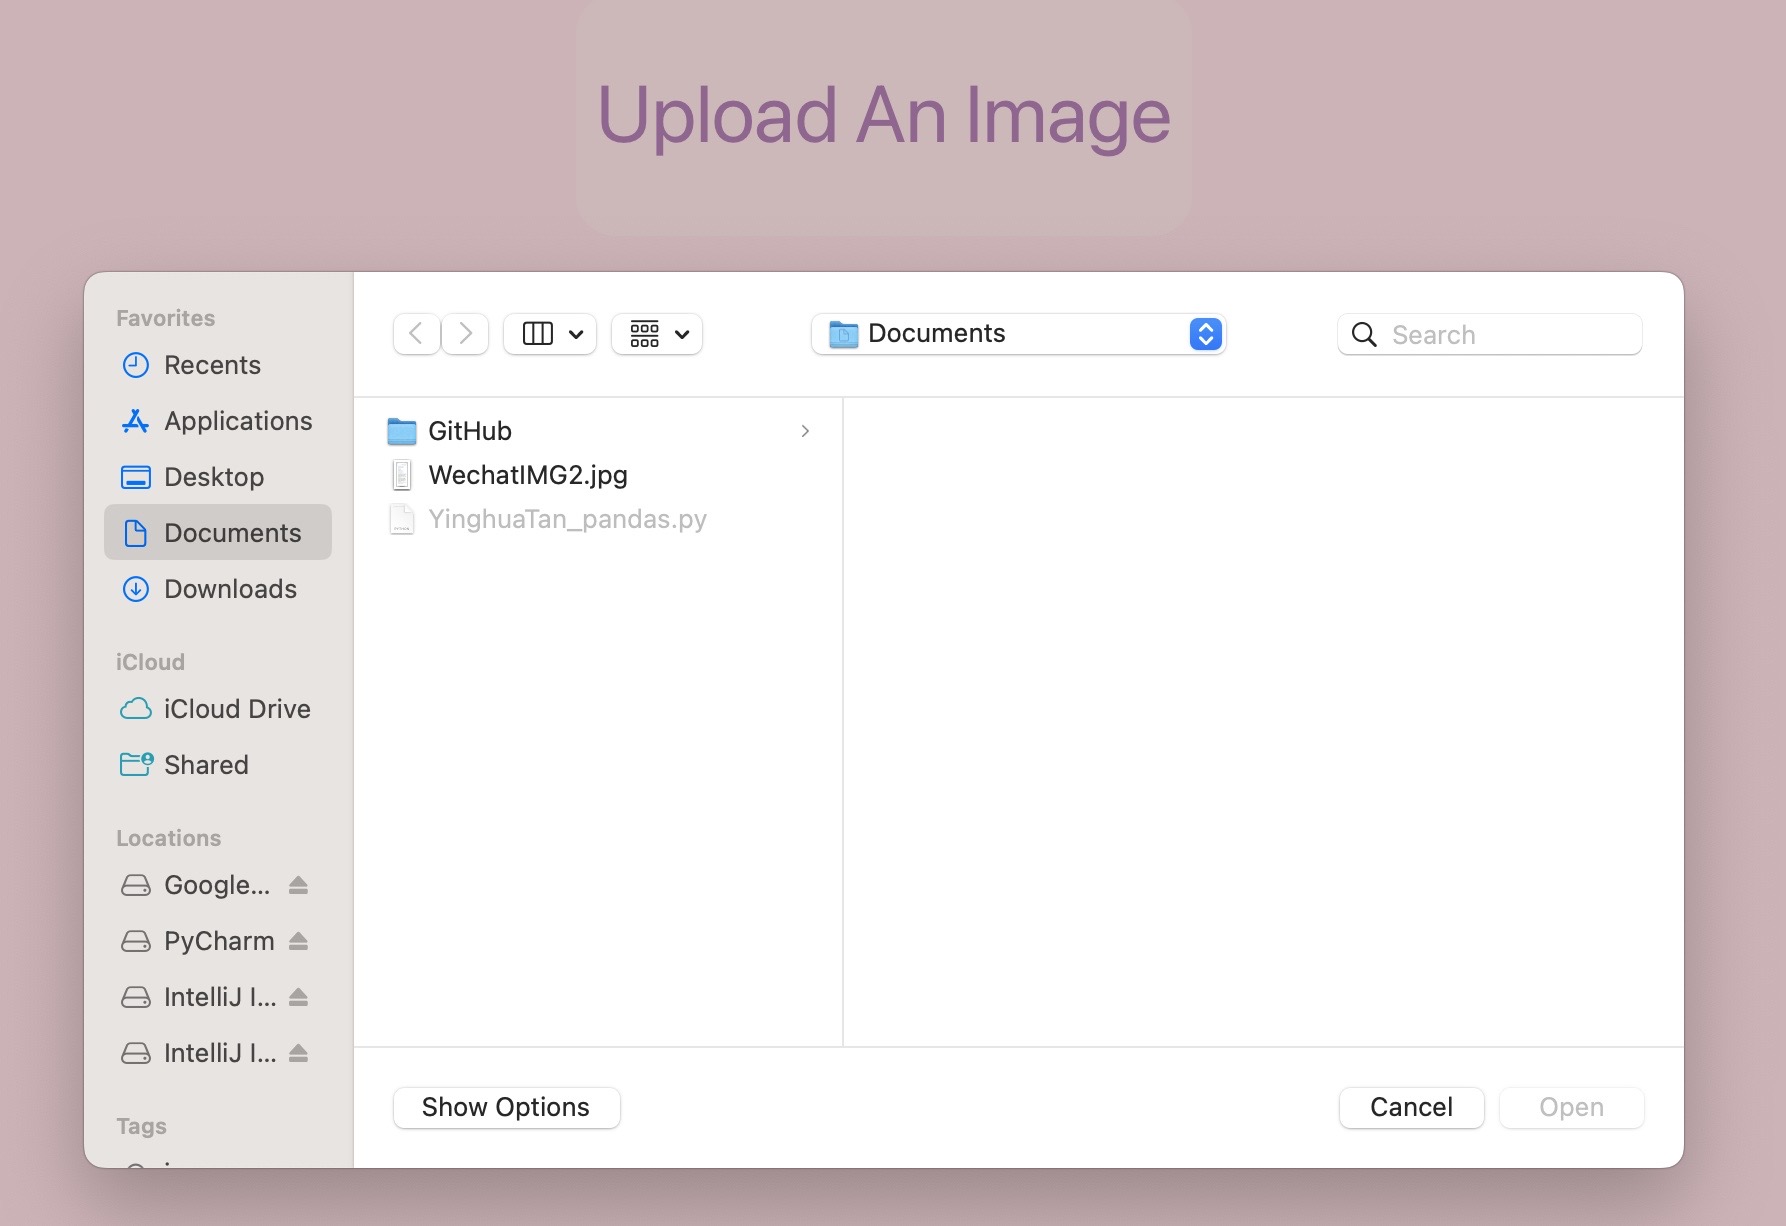 Upload An Image
Favorites
Recents
Applications
Desktop
Documents
Downloads
iCloud
iCloud Drive
Shared
Locations
Google...
PyCharm
IntelliJ I...
IntelliJ I...
Tags
Documents
Search
GitHub
WechatIMG2.jpg
YinghuaTan_pandas.py
Show Options
Cancel
Open